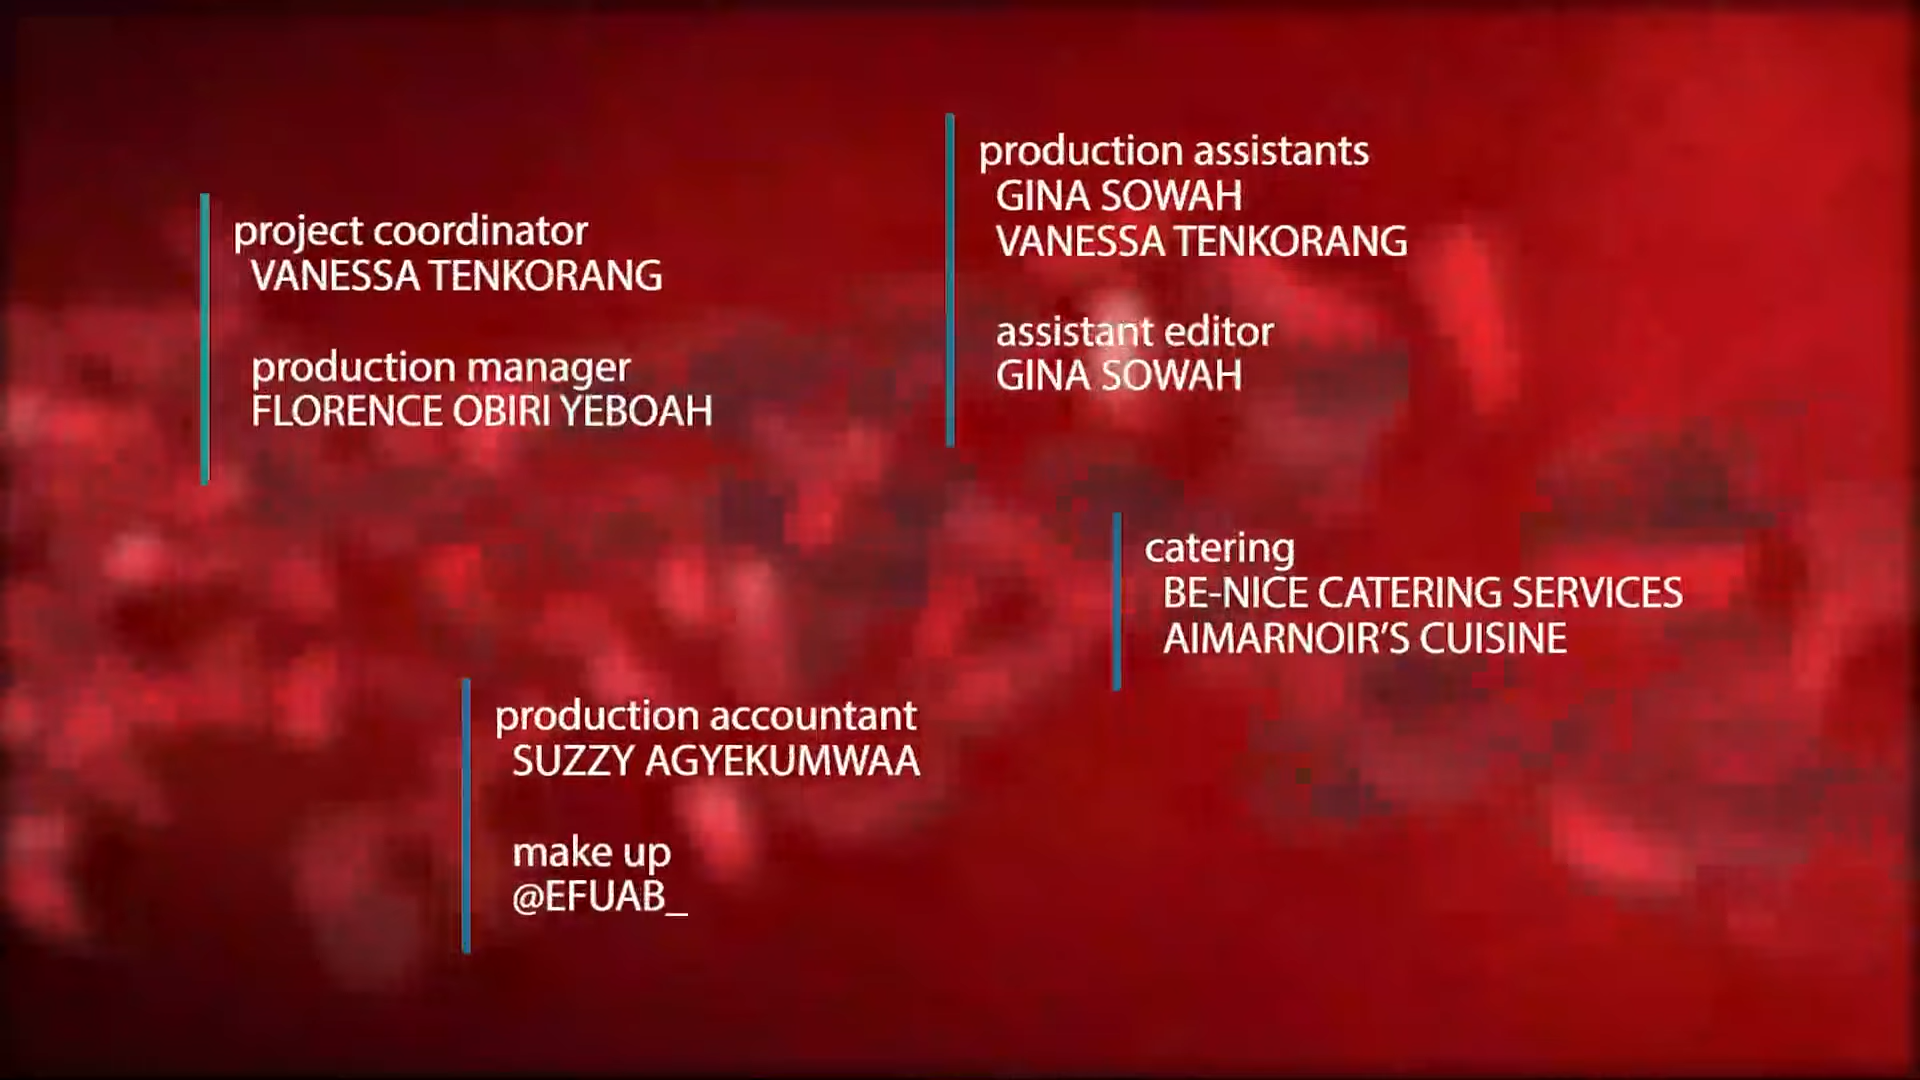 project coordinator
VANESSA TENKORANG
production manager
FLORENCE OBIRI YEBOAH
production assistants
GINA SOWAH
VANESSA TENKORANG
assistant editor
GINA SOWAH
production accountant
SUZZY AGYEKUMWAA
make up
@EFUAB_
catering
BE-NICE CATERING SERVICES
AIMARNOIR’S CUISINE